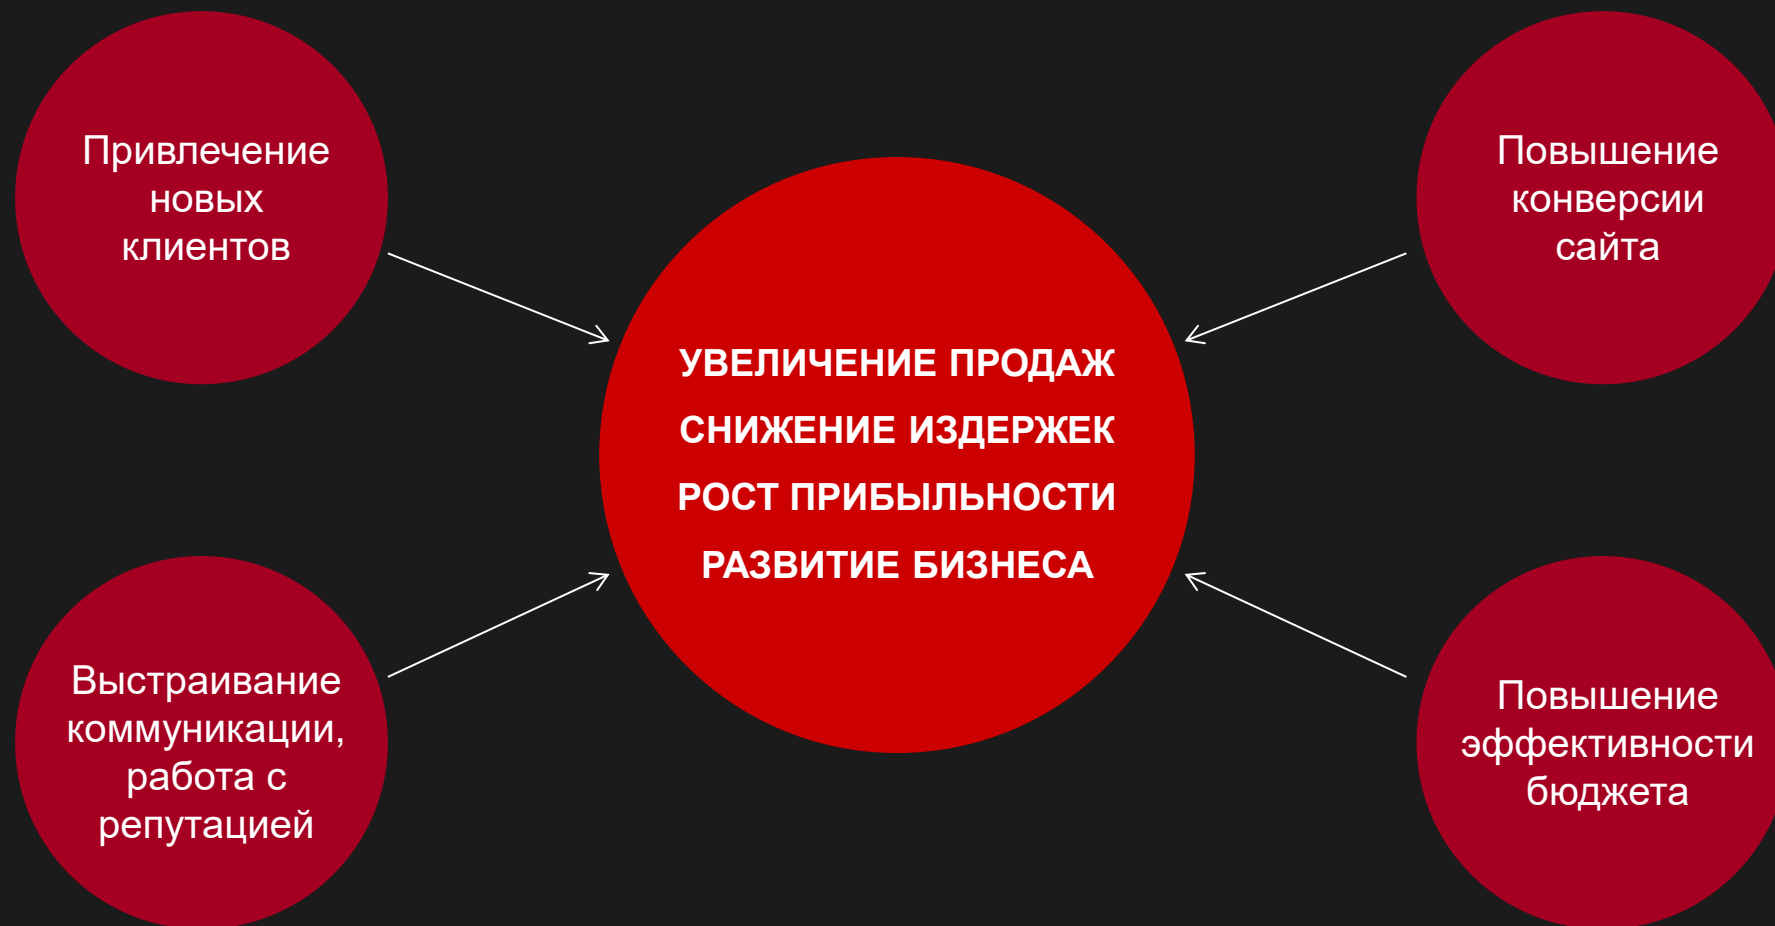 Привлечение
новых
клиентов
Повышение
конверсии
сайта
УВЕЛИЧЕНИЕ ПРОДАЖ
СНИЖЕНИЕ ИЗДЕРЖЕК
РОСТ ПРИБЫЛЬНОСТИ
РАЗВИТИЕ БИЗНЕСА
Выстраивание
коммуникации,
работа с
репутацией
Повышение
эффективности
бюджета